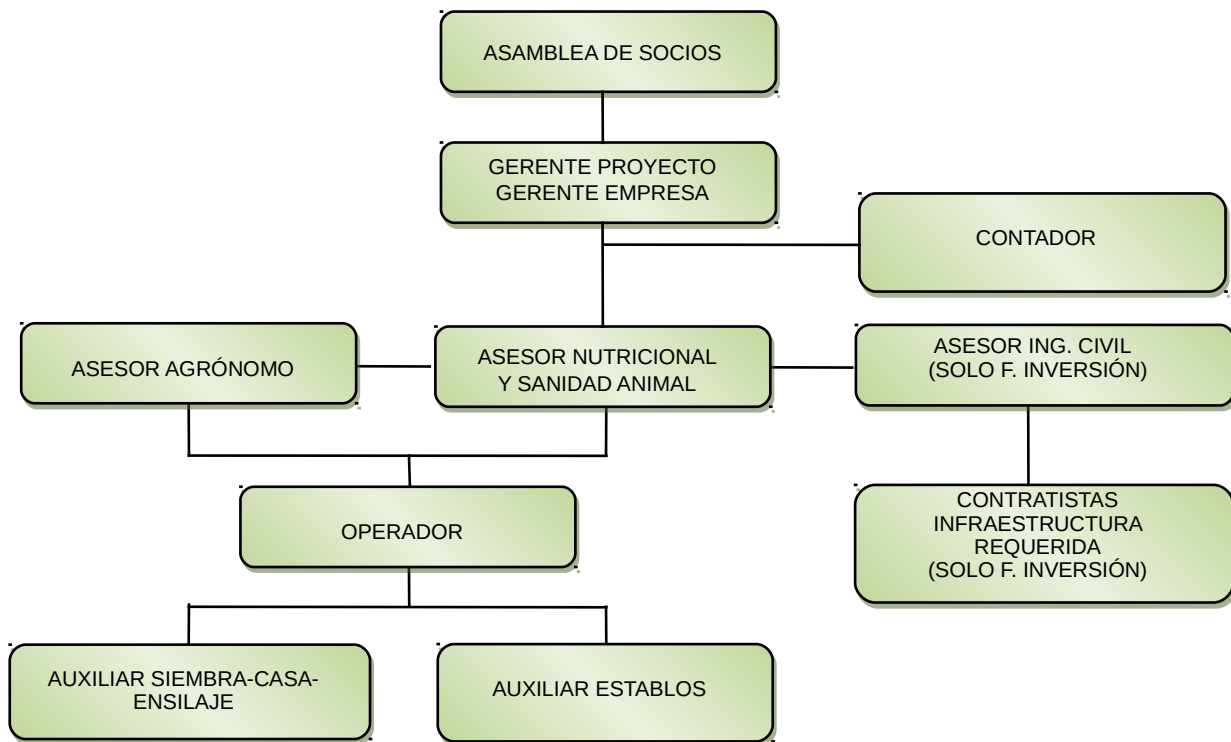 ASAMBLEA DE SOCIOS
GERENTE PROYECTO
GERENTE EMPRESA
CONTADOR
ASESOR AGRÓNOMO
ASESOR NUTRICIONAL
Y SANIDAD ANIMAL
ASESOR ING. CIVIL
(SOLO F. INVERSIÓN)
OPERADOR
CONTRATISTAS
INFRAESTRUCTURA
REQUERIDA
(SOLO F. INVERSIÓN)
AUXILIAR SIEMBRA-CASA-
ENSILAJE
AUXILIAR ESTABLOS